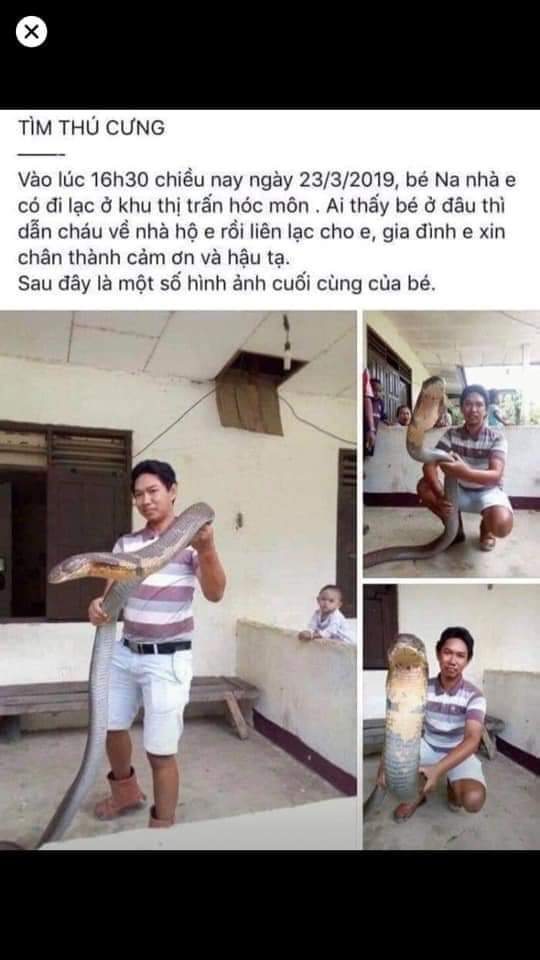 TÌM THÚ CƯNG
Vào lúc 16h30 chiều nay ngày 23/3/2019, bé Na nhà e
có đi lạc ở khu thị trấn hóc môn . Ai thấy bé ở đâu thì
dẫn cháu về nhà hộ e rồi liên lạc cho e, gia đình e xin
chân thành cảm ơn và hậu tạ.
Sau đây là một số hình ảnh cuối cùng của bé.